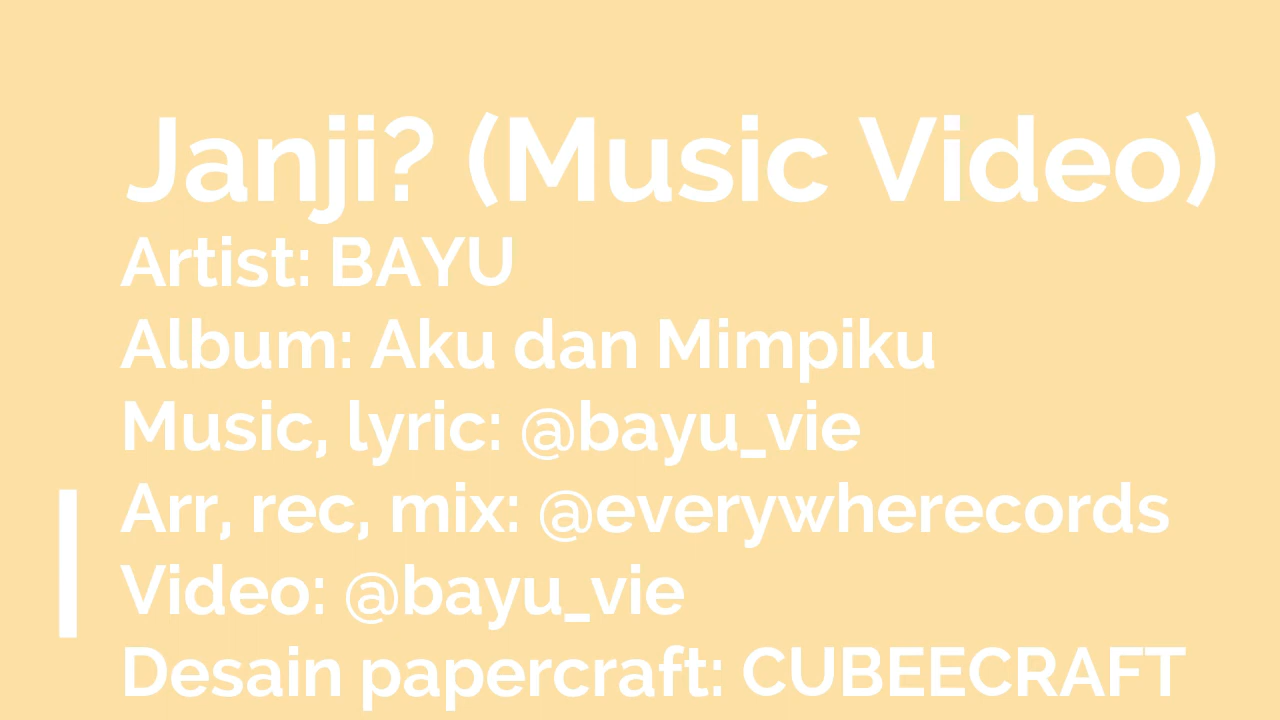 Janji? (Music Video)
Artist: BAYU
Album: Aku dan Mimpiku
Music, lyric: @bayu_vie
Arr, rec, mix: @everywherecords
Video: @bayu_vie
Desain papercraft: CUBEECRAFT